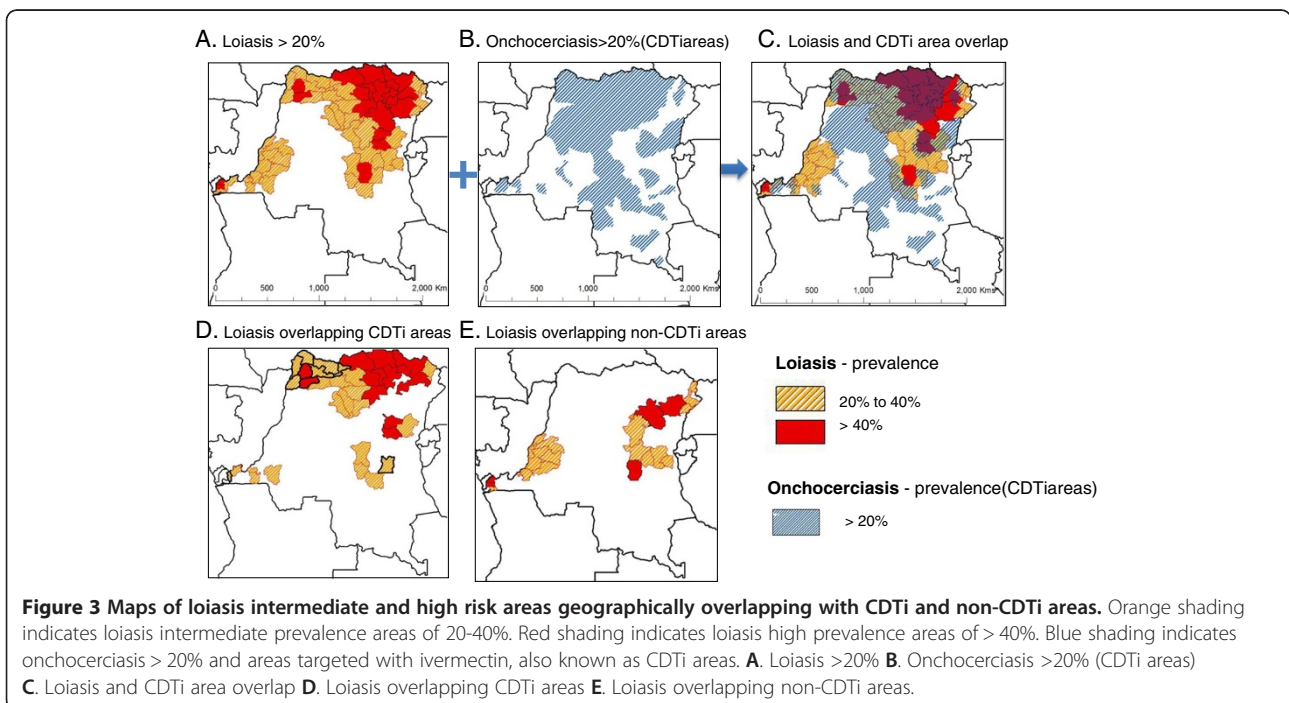 A. Loiasis > 20%
B. Onchocerciasis>20%(CDTiareas)
C. Loiasis and CDTi area overlap
+
0 500 1,000 2,000 Kms
0 500 1,000 2,000 Kms
0 500 1,000 2,000 Kms
D. Loiasis overlapping CDTi areas
E. Loiasis overlapping non-CDTi areas
Loiasis - prevalence
20% to 40%
> 40%
Onchocerciasis - prevalence(CDTiareas)
> 20%
Figure 3 Maps of loiasis intermediate and high risk areas geographically overlapping with CDTi and non-CDTi areas. Orange shading
indicates loiasis intermediate prevalence areas of 20-40%. Red shading indicates loiasis high prevalence areas of > 40%. Blue shading indicates
onchocerciasis > 20% and areas targeted with ivermectin, also known as CDTi areas. A. Loiasis >20% B. Onchocerciasis >20% (CDTi areas)
C. Loiasis and CDTi area overlap D. Loiasis overlapping CDTi areas E. Loiasis overlapping non-CDTi areas.